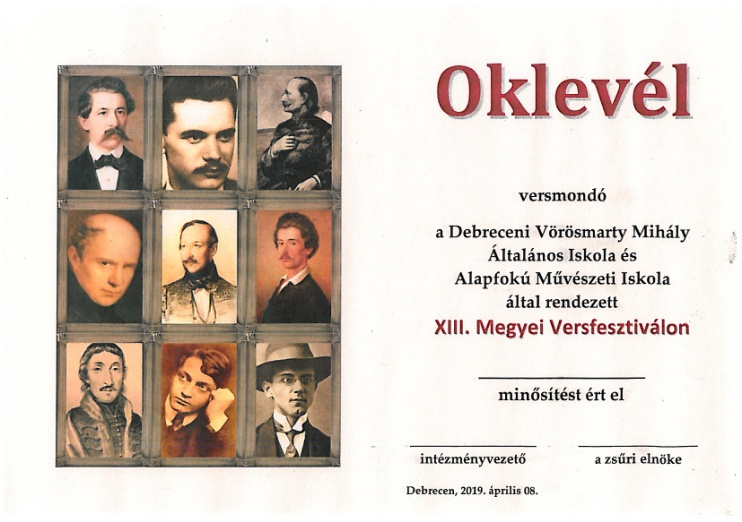 Oklevél
versmondó
a Debreceni Vörösmarty Mihály
Általános Iskola és
Alapfokú Művészeti Iskola
által rendezett
XIII. Megyei Versfesztiválon
minősítést ért el
intézményvezető
a zsűri elnöke
Debrecen, 2019. április 08.